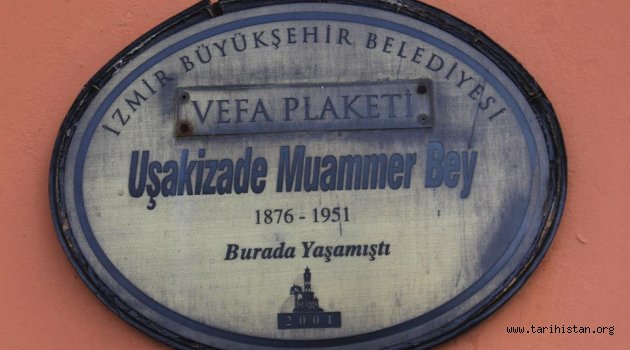 İZMİR BÜYÜKŞEHİR BELEDİYESİ
VEFA PLAKETİ
Uşakizade Muammer Bey
1876 - 1951
Burada Yaşamıştı
2001
www.tarihistan.org